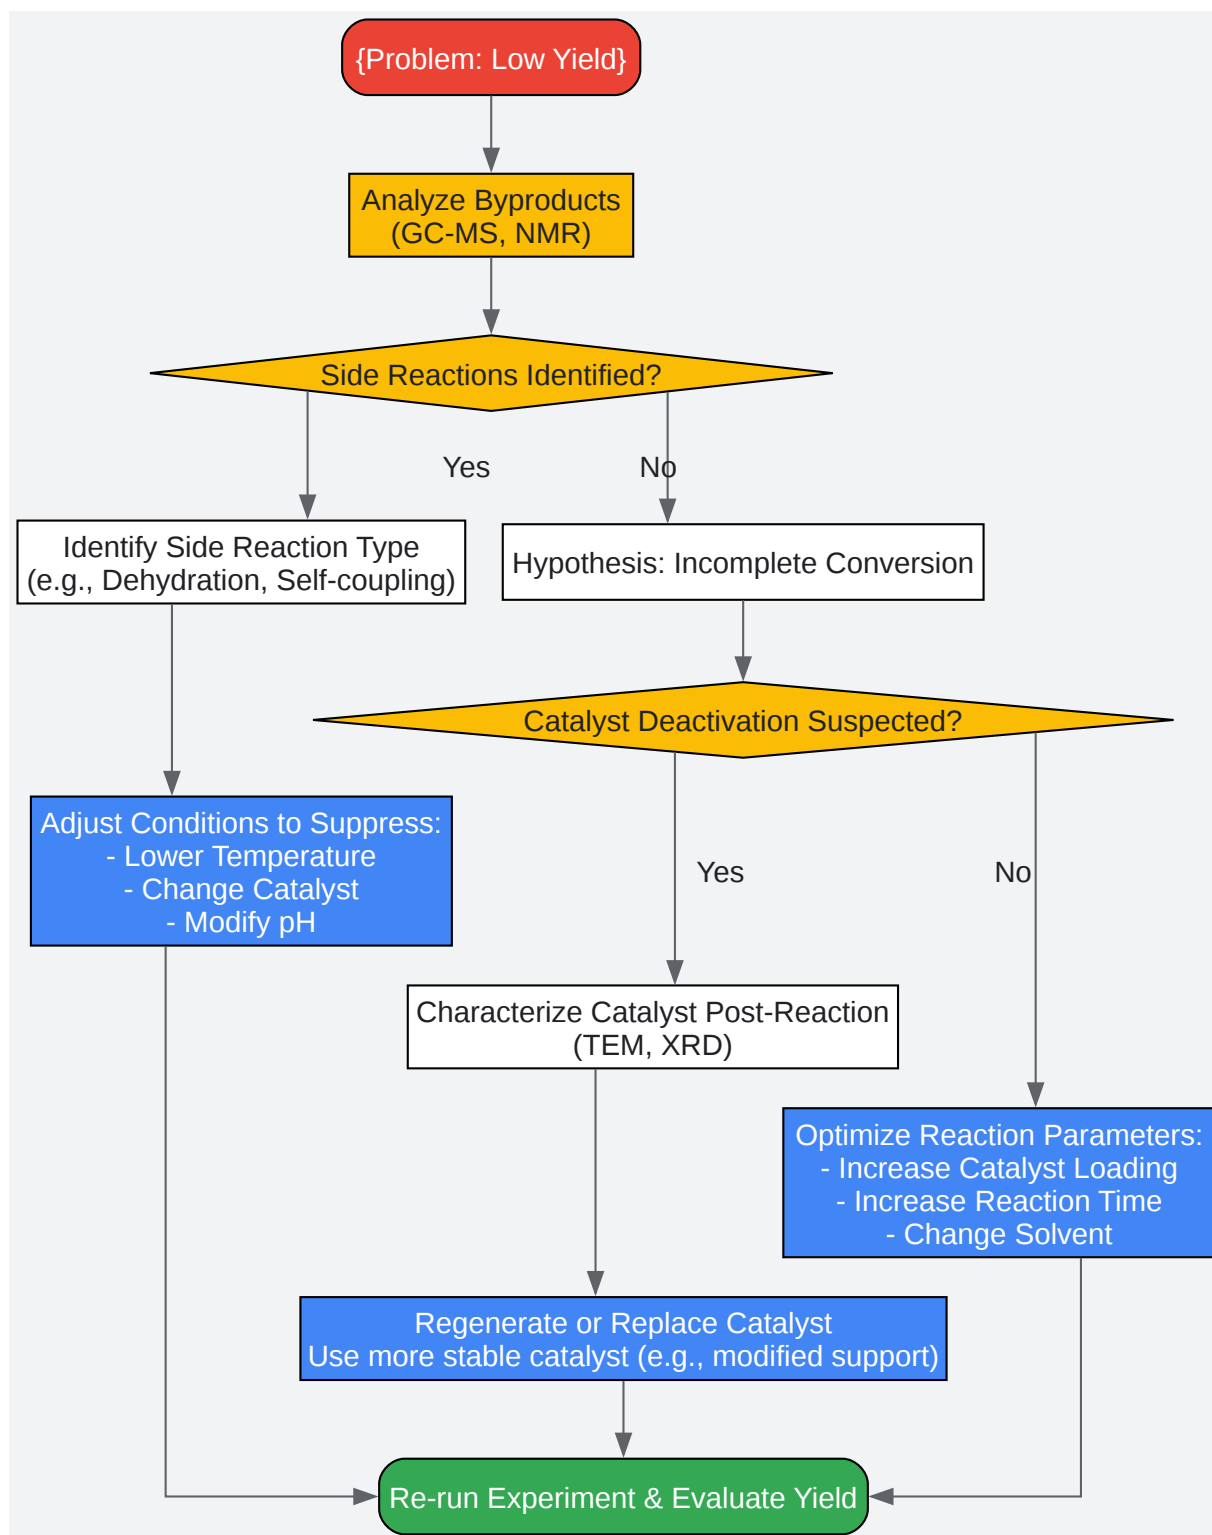 {Problem: Low Yield}
Analyze Byproducts
(GC-MS, NMR)
Side Reactions Identified?
Yes
No
Identify Side Reaction Type
(e.g., Dehydration, Self-coupling)
Hypothesis: Incomplete Conversion
Catalyst Deactivation Suspected?
Adjust Conditions to Suppress:
- Lower Temperature
- Change Catalyst
- Modify pH
Yes
No
Characterize Catalyst Post-Reaction
(TEM, XRD)
Optimize Reaction Parameters:
- Increase Catalyst Loading
- Increase Reaction Time
- Change Solvent
Regenerate or Replace Catalyst
Use more stable catalyst (e.g., modified support)
Re-run Experiment & Evaluate Yield